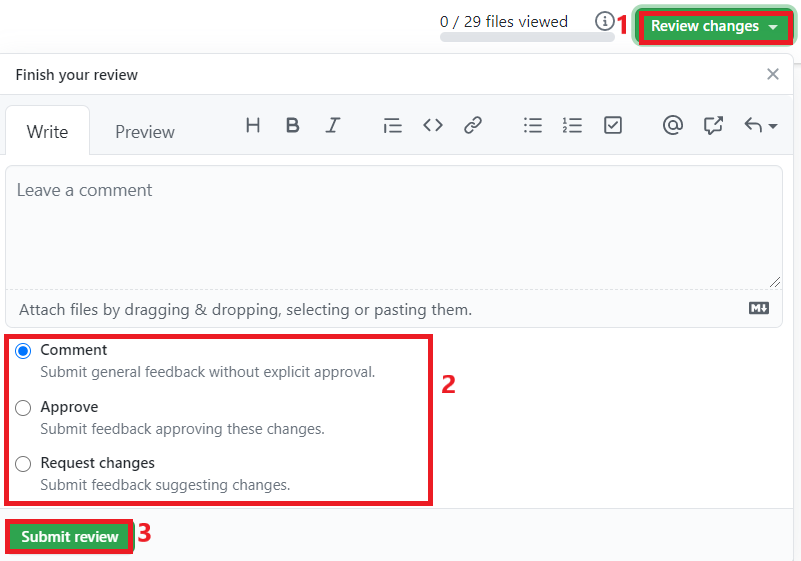 0 / 29 files viewed
1
Review changes
Finish your review
Write
Preview
H B I
Leave a comment
Attach files by dragging & dropping, selecting or pasting them.
Comment
Submit general feedback without explicit approval.
2
Approve
Submit feedback approving these changes.
Request changes
Submit feedback suggesting changes.
Submit review
3